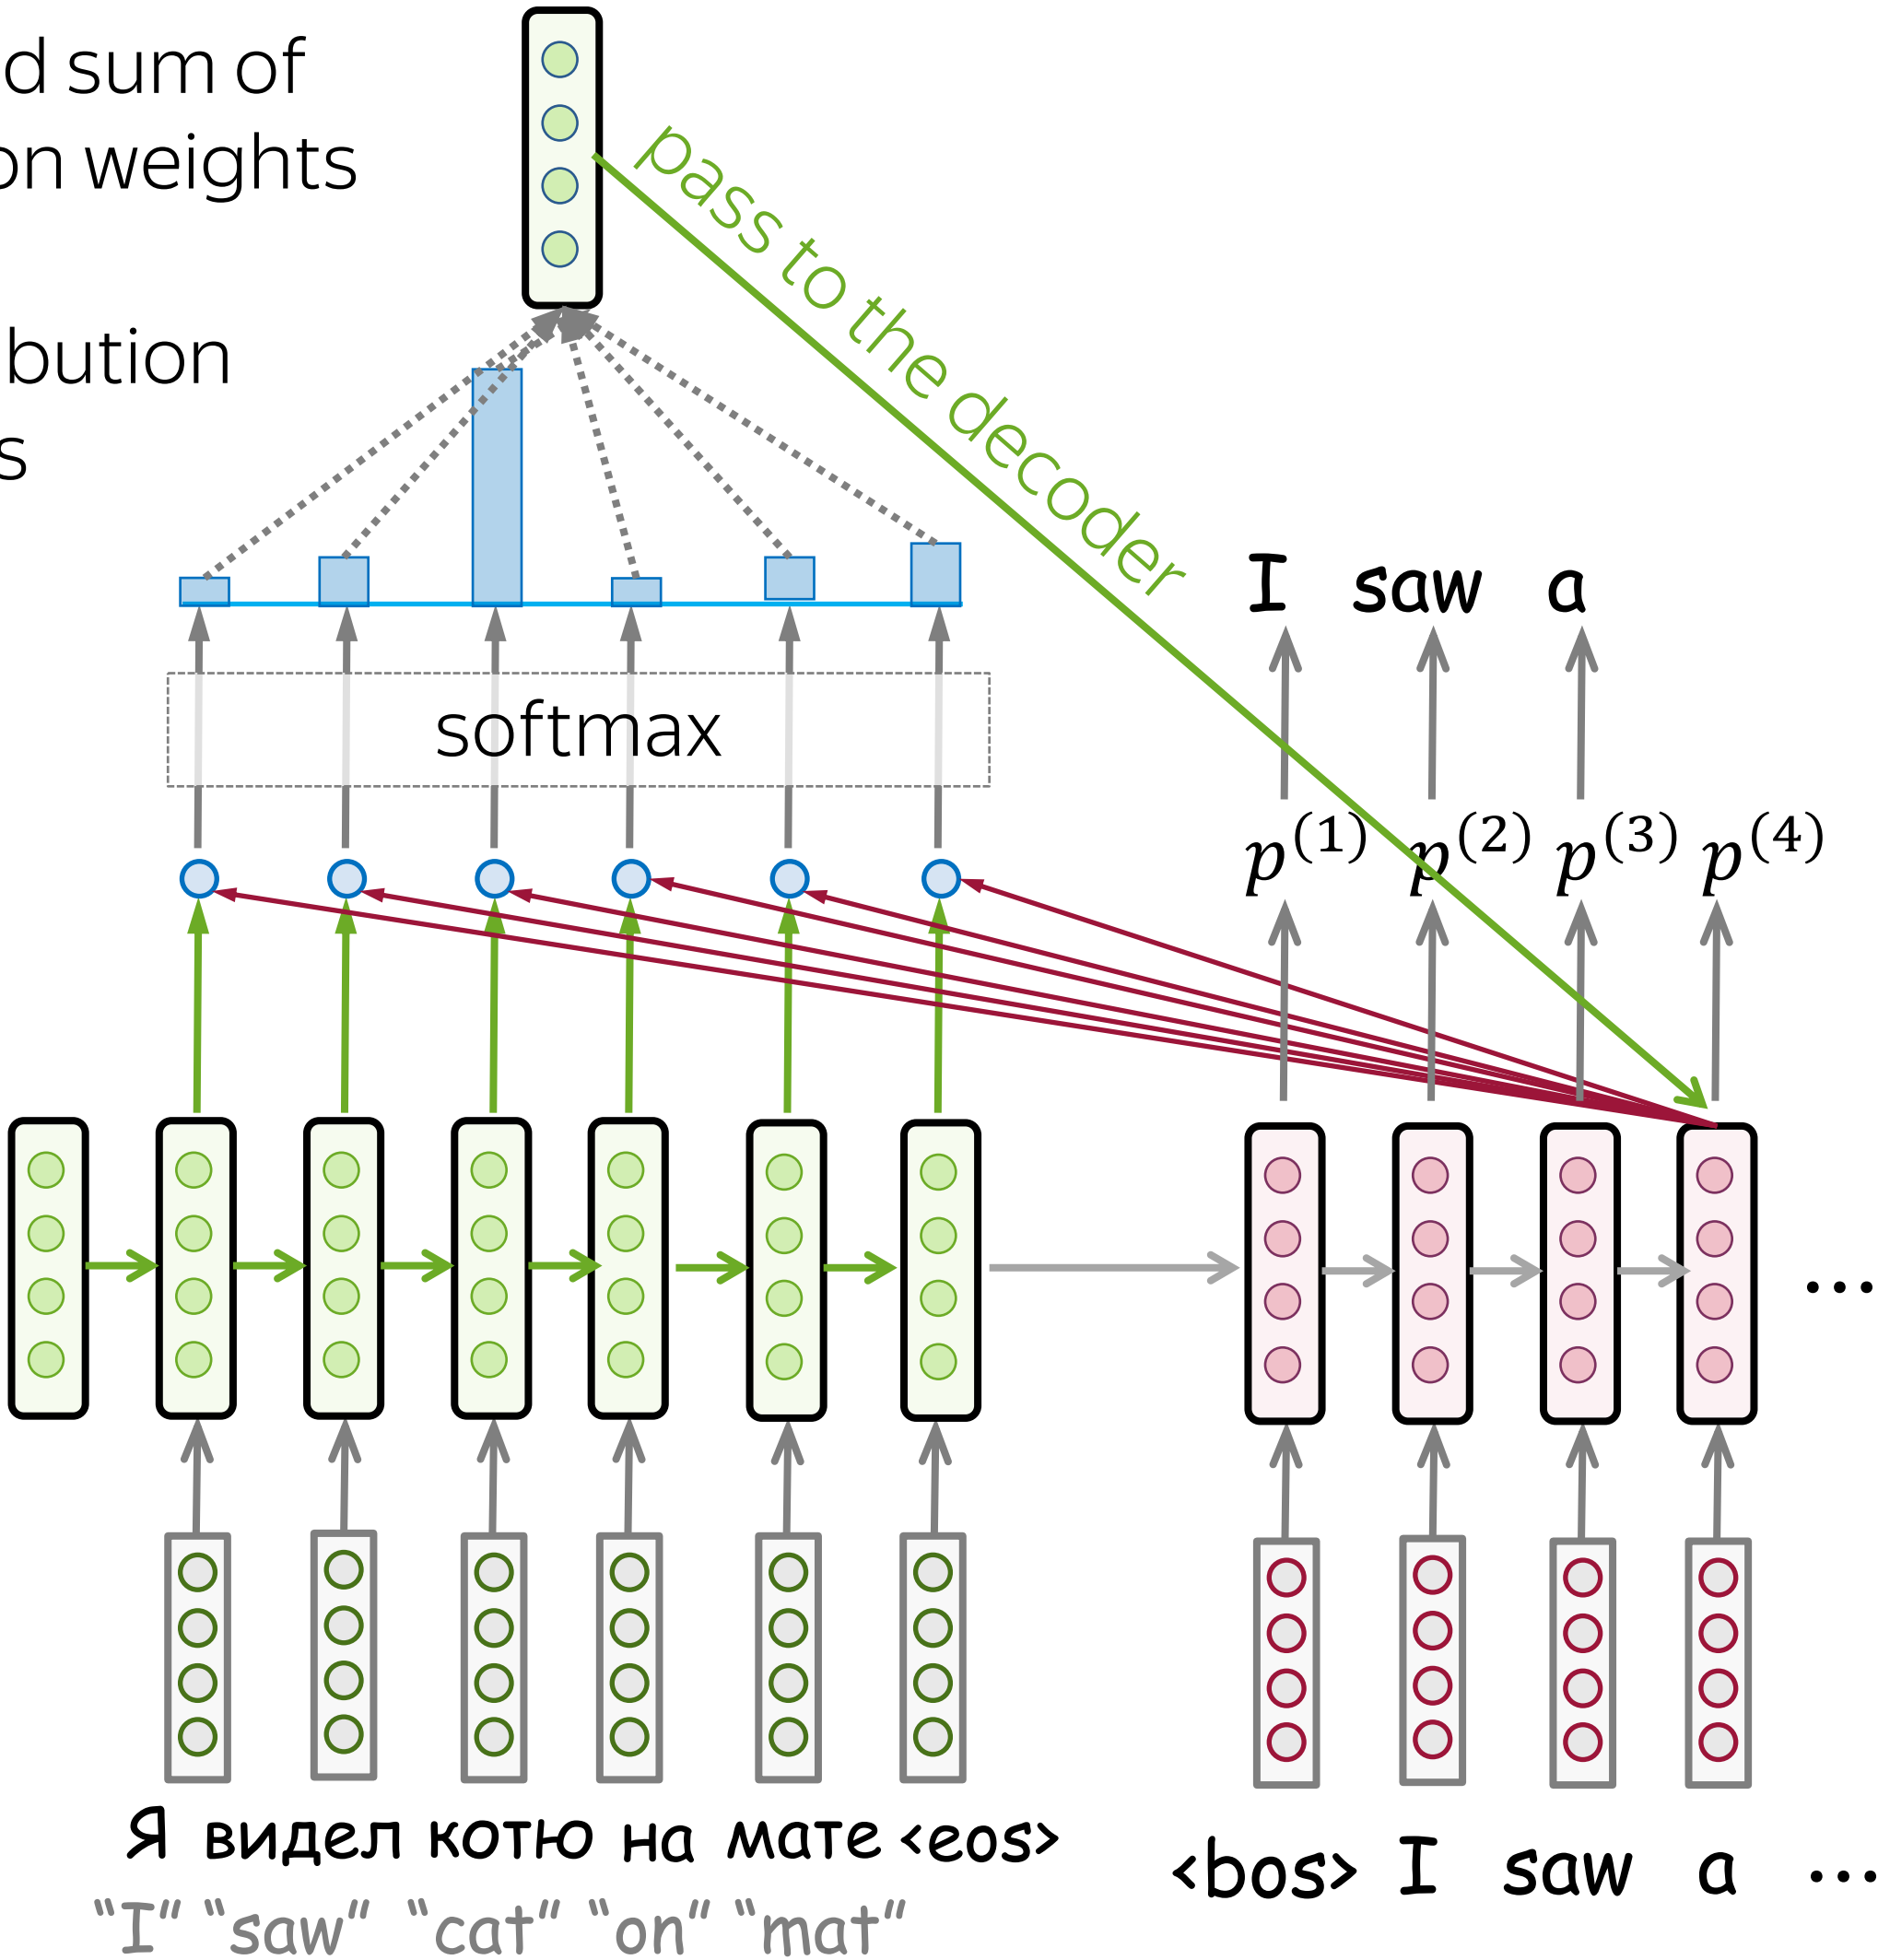 d sum of
on weights
bution
s
pass to the decoder
I saw a
softmax
p(1) p(2) p(3) p(4)
...
Я видел котю на мате <eos>
"I" "saw" "cat" "on" "mat"
<bos> I saw a ...